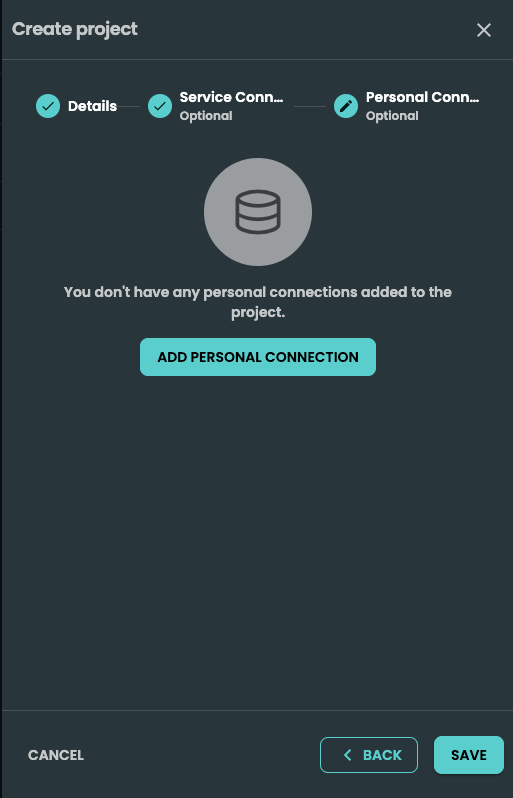 Create project
Details
Service Conn...
Optional
Personal Conn...
Optional
You don't have any personal connections added to the
project.
ADD PERSONAL CONNECTION
CANCEL
BACK
SAVE